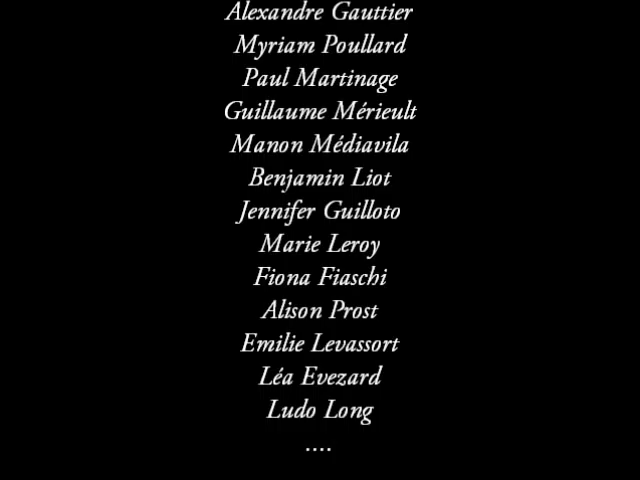 Alexandre Gauttier
Myriam Poullard
Paul Martinage
Guillaume Mérieult
Manon Médiavila
Benjamin Liot
Jennifer Guilloto
Marie Leroy
Fiona Fiaschi
Alison Prost
Emilie Levassort
Léa Evezard
Ludo Long
....